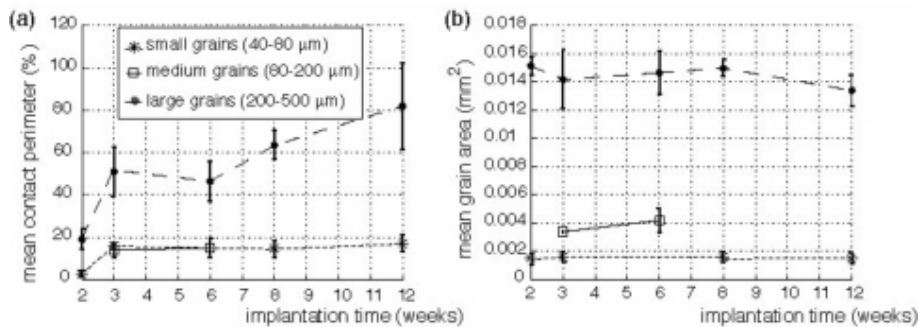 (a)
mean contact perimeter (%)
120
100
80
60
40
20
0
small grains (40-80 µm)
medium grains (80-200 µm)
large grains (200-500 µm)
2 3 4 5 6 7 8 9 10 11 12
implantation time (weeks)
(b)
mean grain area (mm²)
0.018
0.016
0.014
0.012
0.01
0.008
0.006
0.004
0.002
0
2 3 4 5 6 7 8 9 10 11 12
implantation time (weeks)